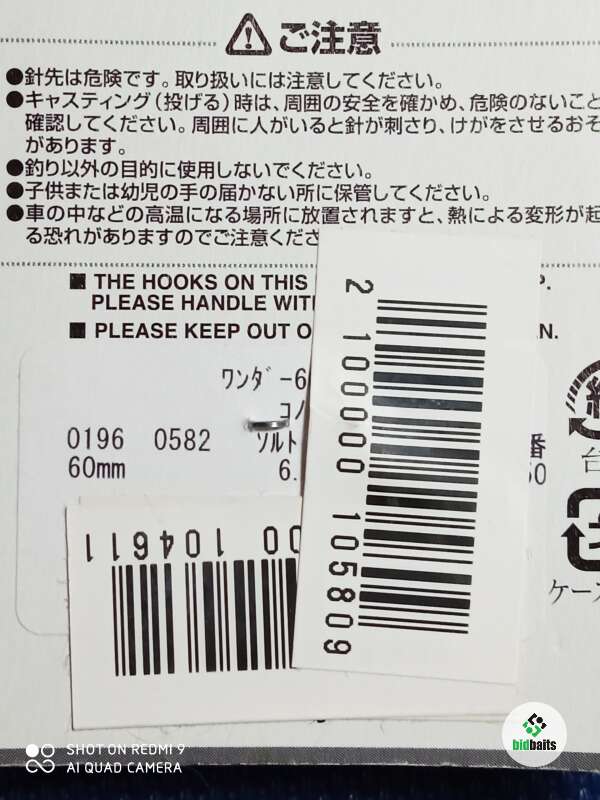 ご注意
●針先は危険です。取り扱いには注意してください。
●キャスティング(投げる)時は、周囲の安全を確かめ、危険のないこと
確認してください。周囲に人がいると針が刺さり、けがをさせるおそ
があります。
●釣り以外の目的に使用しないでください。
●子供または幼児の手の届かない所に保管してください。
●車の中などの高温になる場所に放置されますと、熱による変形が起
る恐れがありますのでご注意くださ
■ THE HOOKS ON THIS P.
PLEASE HANDLE WIT
■ PLEASE KEEP OUT O N.
ワンダー6
コノ
0196 0582 ソルト 番
60mm 6. 50
台
ケース
2 100000 105809
00 104611
SHOT ON REDMI 9
AI QUAD CAMERA
bidbaits